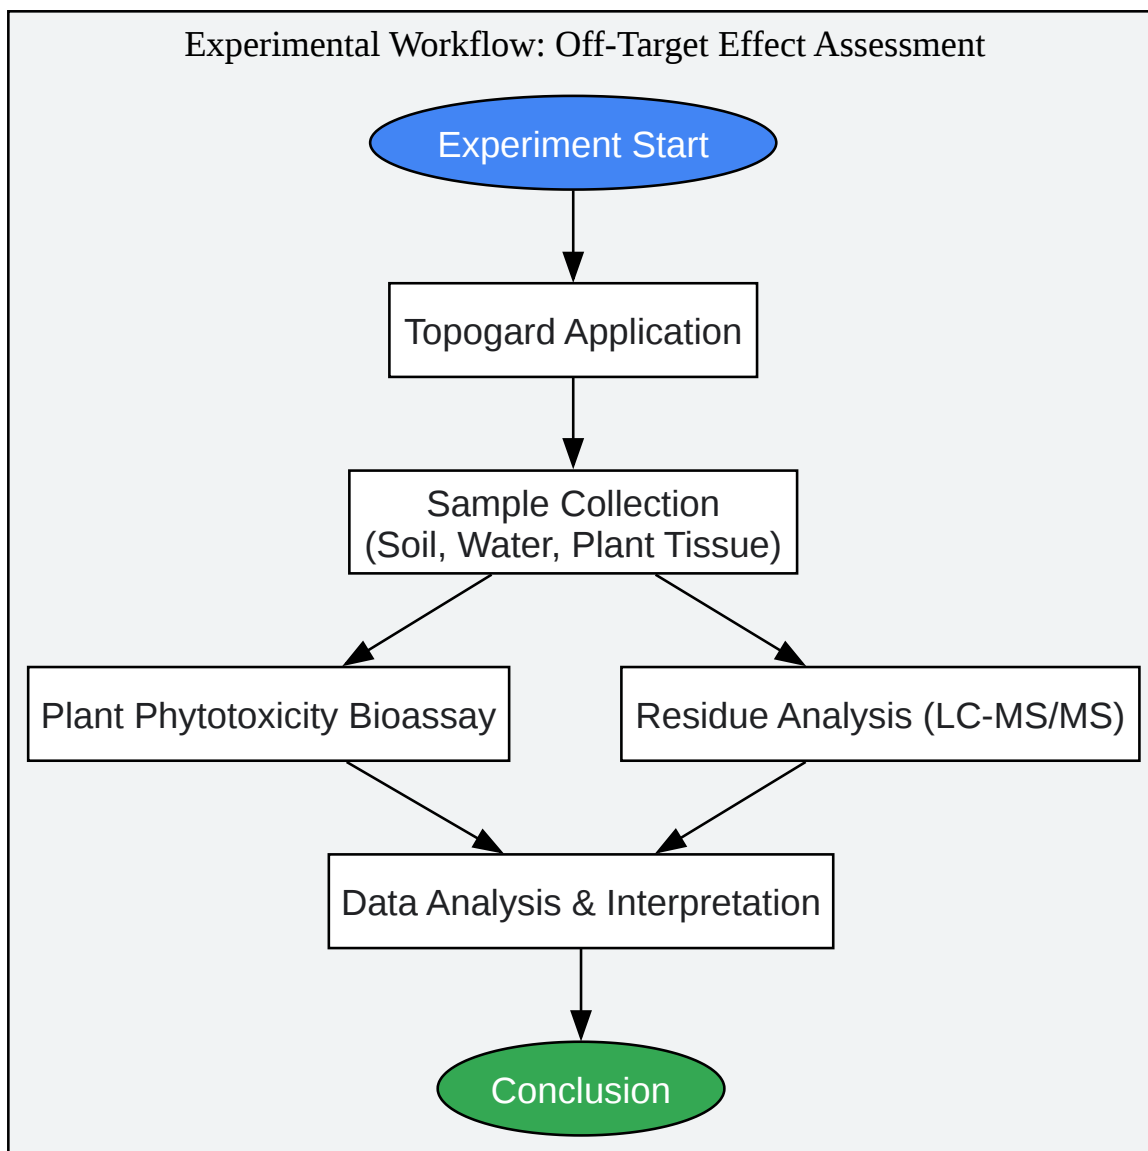 Experimental Workflow: Off-Target Effect Assessment
Experiment Start
Topogard Application
Sample Collection
(Soil, Water, Plant Tissue)
Plant Phytotoxicity Bioassay
Residue Analysis (LC-MS/MS)
Data Analysis & Interpretation
Conclusion